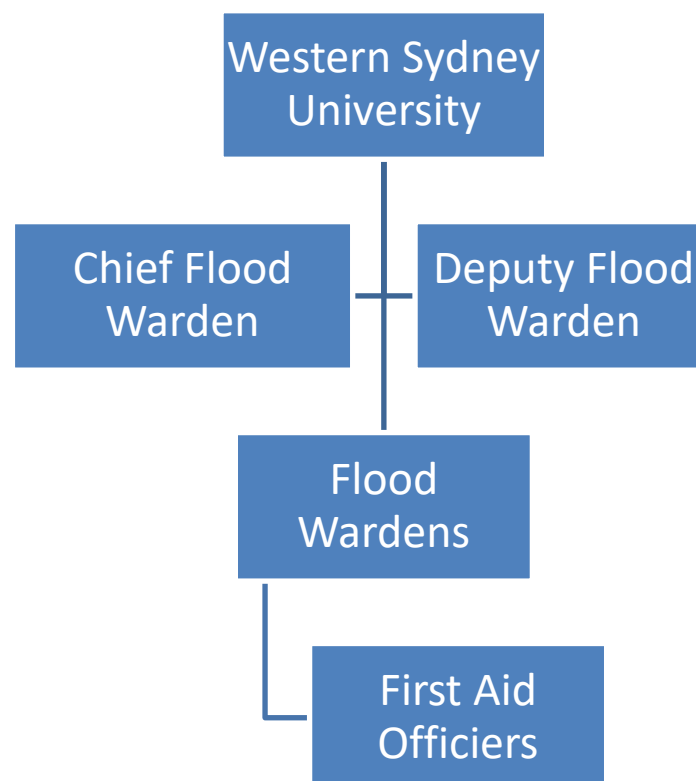 Western Sydney
University
Chief Flood
Warden
Deputy Flood
Warden
Flood
Wardens
First Aid
Officiers